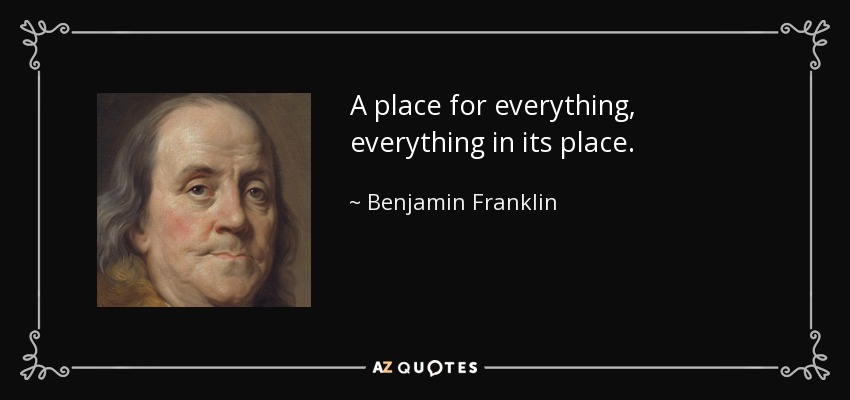 A place for everything,
everything in its place.
~ Benjamin Franklin
AZ QUOTES